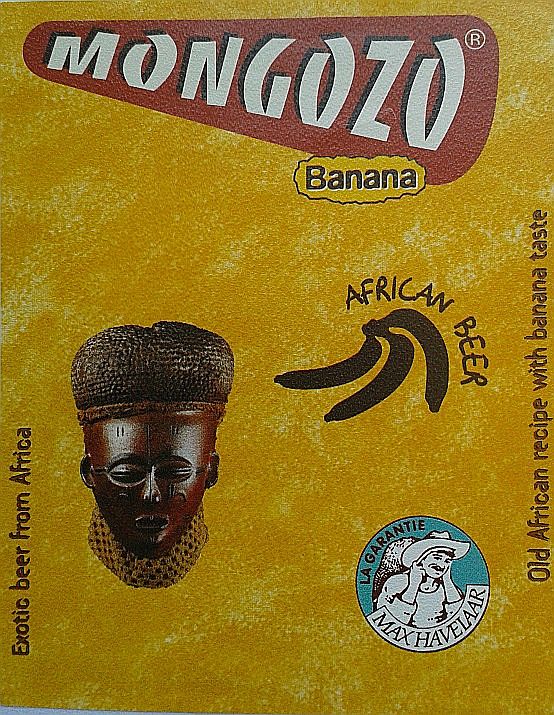 MONGOZO®
Banana
AFRICAN BEER
Exotic beer from Africa
Old African recipe with banana taste
LA GARANTIE
MAX HAVELAAR